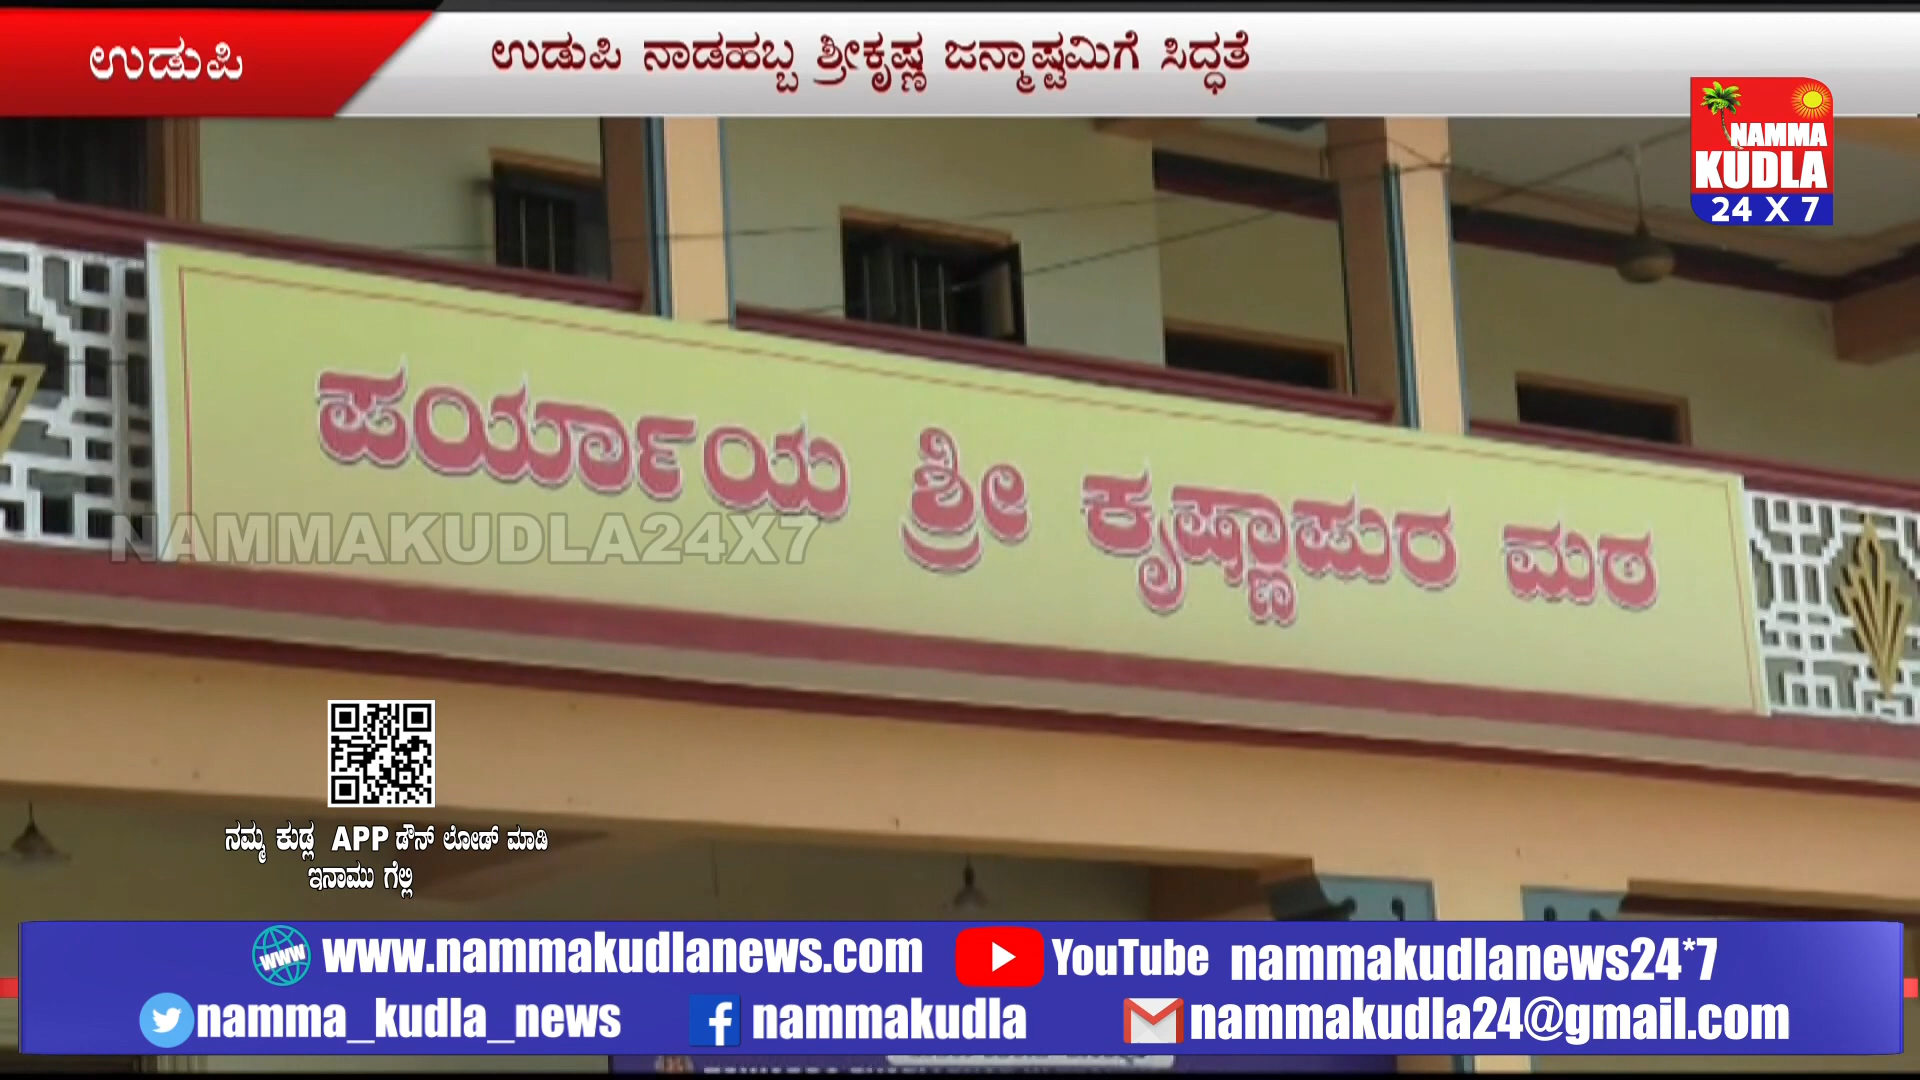 ಉಡುಪಿ
ಉಡುಪಿ ನಾಡಹಬ್ಬ ಶ್ರೀಕೃಷ್ಣ ಜನ್ಮಾಷ್ಟಮಿಗೆ ಸಿದ್ಧತೆ
NAMMA
KUDLA
24 X 7
ಪರ್ಯಾಯ ಶ್ರೀ ಕೃಷ್ಣಾಪುರ ಮಠ
NAMMAKUDLA24X7
ನಮ್ಮ ಕುಡ್ಲ APP ಡೌನ್ ಲೋಡ್ ಮಾಡಿ
ಇನಾಮು ಗೆಲ್ಲಿ
www www.nammakudlanews.com YouTube nammakudlanews24*7
namma_kudla_news f nammakudla nammakudla24@gmail.com